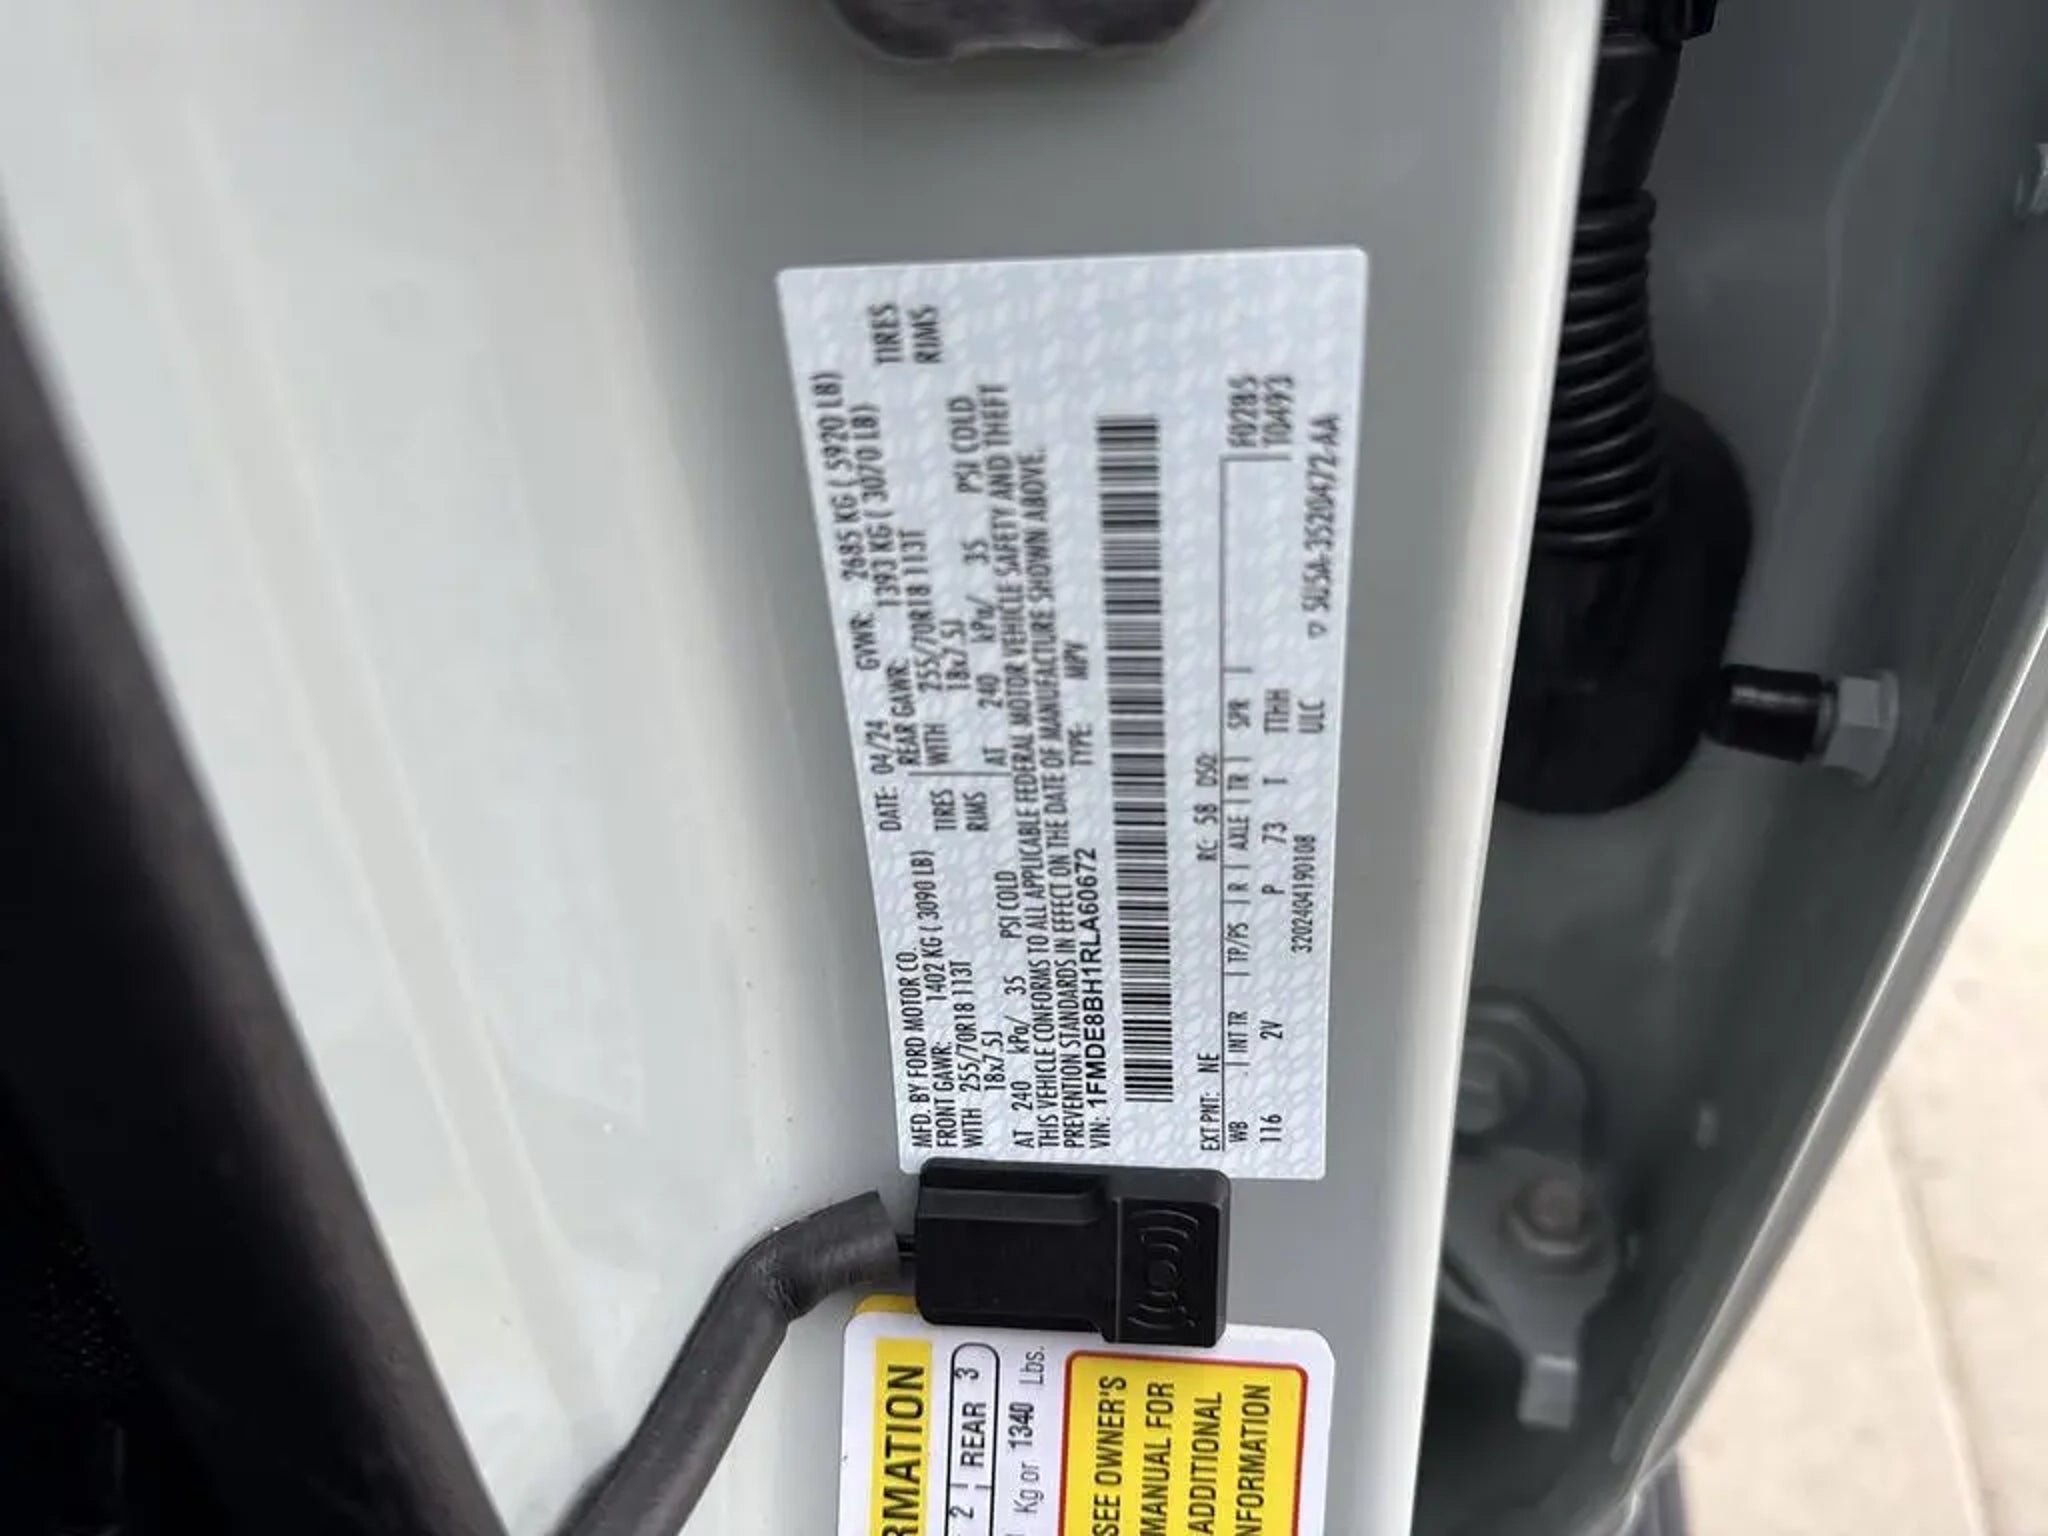 MFD. BY FORD MOTOR CO.
DATE: 04/24
GVWR: 2685 KG ( 5920 LB)
FRONT GAWR: 1402 KG ( 3090 LB)
REAR GAWR: 1393 KG ( 3070 LB)
WITH 255/70R18 113T TIRES
WITH 255/70R18 113T TIRES
18x7.5J RIMS
18x7.5J RIMS
AT 240 kPa/ 35 PSI COLD
AT 240 kPa/ 35 PSI COLD
THIS VEHICLE CONFORMS TO ALL APPLICABLE FEDERAL MOTOR VEHICLE SAFETY AND THEFT
PREVENTION STANDARDS IN EFFECT ON THE DATE OF MANUFACTURE SHOWN ABOVE.
VIN: 1FMDE8BH1RLA60672
TYPE: MPV
EXT PNT: NE RC: 58 DSO:
WB | INT TR | TP/PS | R | AXLE | TR | SPR | F0285
116 2V P 73 T TTHH T0493
3202404190108 ULC ▽ SU5A-3520472-AA
RMATION
2 | REAR 3
Kg or 1340 Lbs.
SEE OWNER'S
MANUAL FOR
ADDITIONAL
NFORMATION